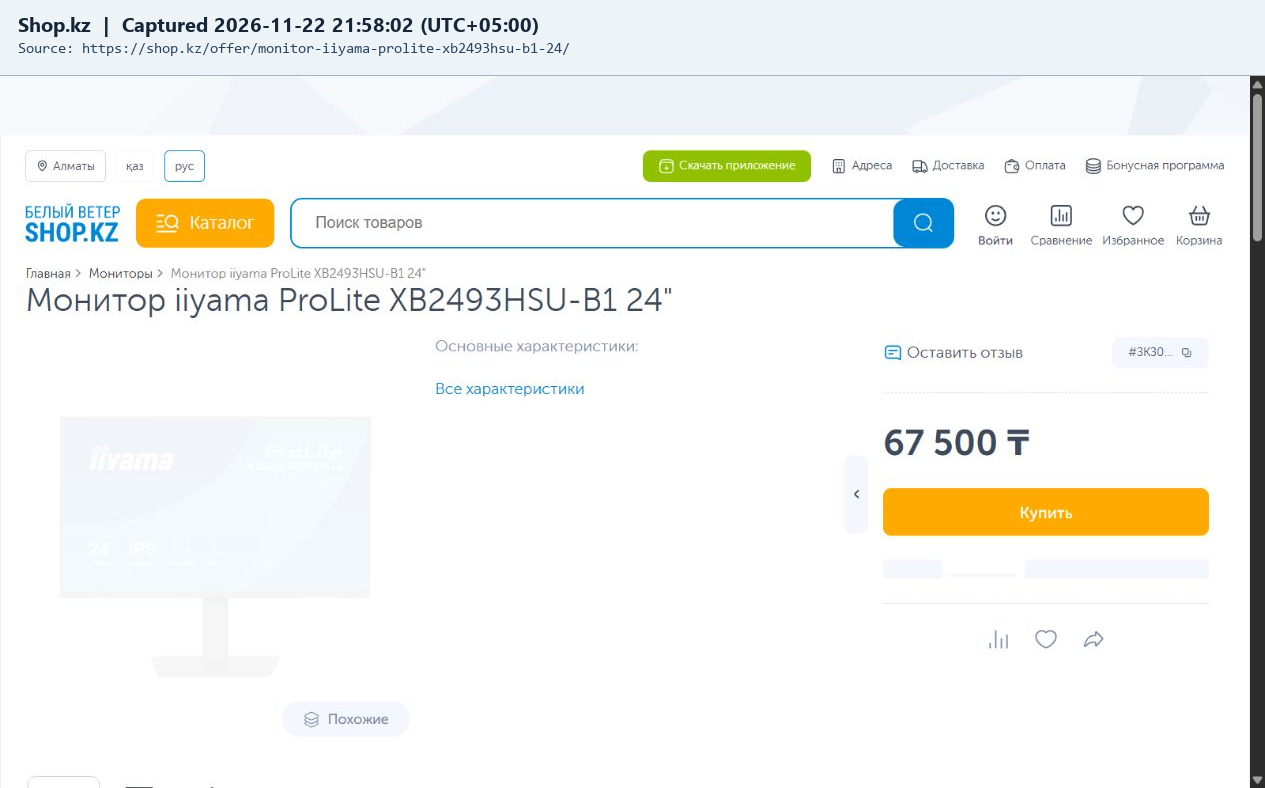 Shop.kz | Captured 2026-11-22 21:58:02 (UTC+05:00)
Source: https://shop.kz/offer/monitor-iiyama-prolite-xb2493hsu-b1-24/
Алматы қаз рус Скачать приложение Адреса Доставка Оплата Бонусная программа
БЕЛЫЙ ВЕТЕР
SHOP.KZ
Каталог
Поиск товаров
Войти Сравнение Избранное Корзина
Главная > Мониторы > Монитор iiyama ProLite XB2493HSU-B1 24"
Монитор iiyama ProLite XB2493HSU-B1 24"
Основные характеристики:
Все характеристики
Оставить отзыв
#3K30...
67 500 ₸
Купить
iiyama
ProLite
XB2493HSU
24" IPS
Похожие